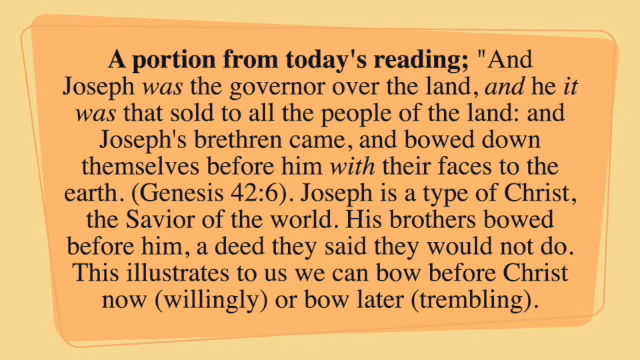 A portion from today's reading; "And
Joseph was the governor over the land, and he it
was that sold to all the people of the land: and
Joseph's brethren came, and bowed down
themselves before him with their faces to the
earth. (Genesis 42:6). Joseph is a type of Christ,
the Savior of the world. His brothers bowed
before him, a deed they said they would not do.
This illustrates to us we can bow before Christ
now (willingly) or bow later (trembling).